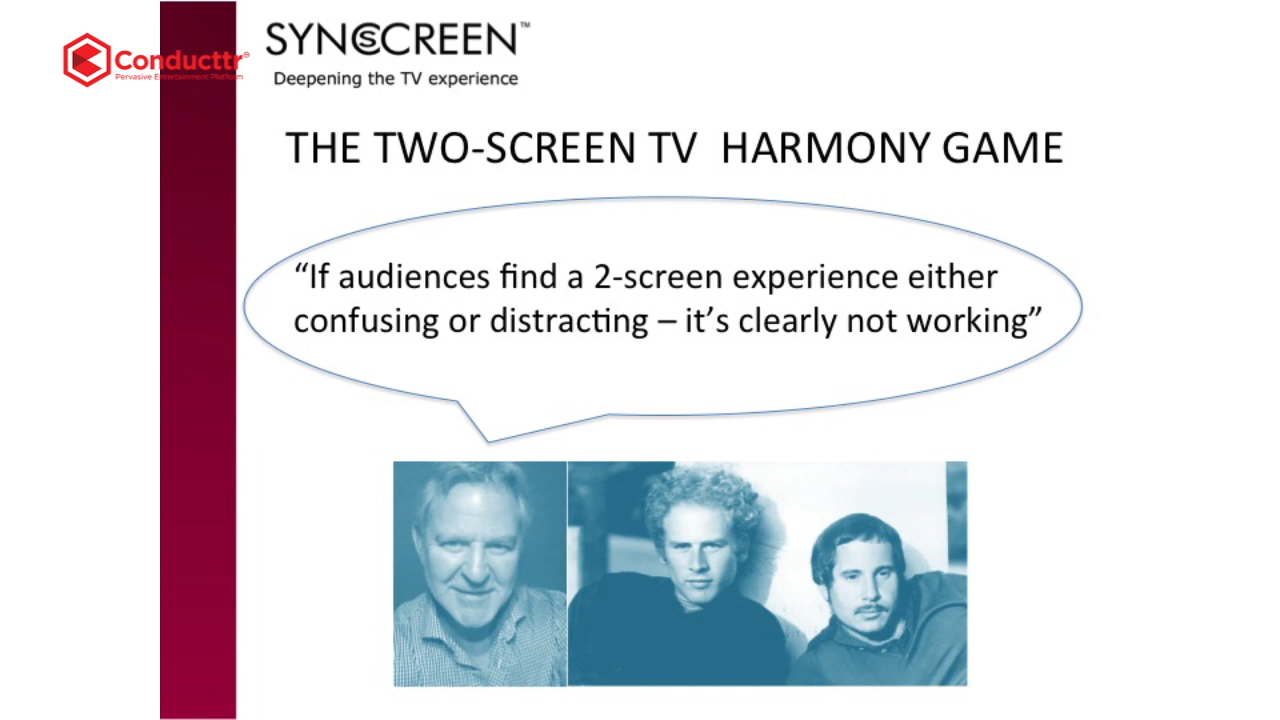 Conducttr®
Pervasive Entertainment Platform
SYNCSCREEN™
Deepening the TV experience
THE TWO-SCREEN TV HARMONY GAME
“If audiences find a 2-screen experience either
confusing or distracting – it’s clearly not working”